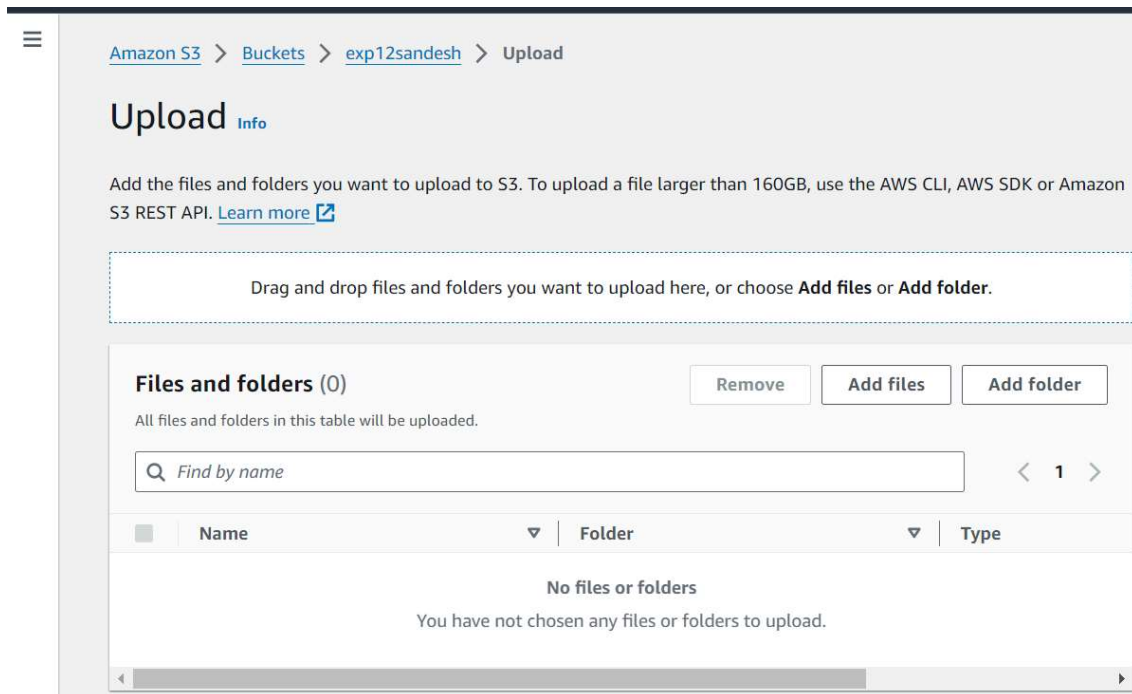 Amazon S3 > Buckets > exp12sandesh > Upload
Upload Info
Add the files and folders you want to upload to S3. To upload a file larger than 160GB, use the AWS CLI, AWS SDK or Amazon
S3 REST API. Learn more
Drag and drop files and folders you want to upload here, or choose Add files or Add folder.
Files and folders (0) Remove Add files Add folder
All files and folders in this table will be uploaded.
Find by name 1
Name Folder Type
No files or folders
You have not chosen any files or folders to upload.